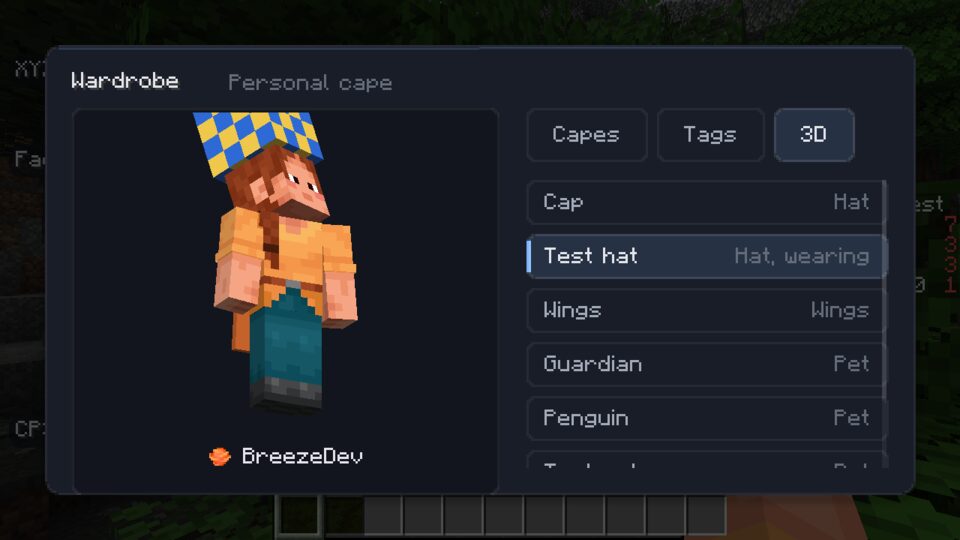 Wardrobe
Personal cape
Capes
Tags
3D
Cap
Hat
Test hat
Hat, wearing
Wings
Wings
Guardian
Pet
Penguin
Pet
BreezeDev